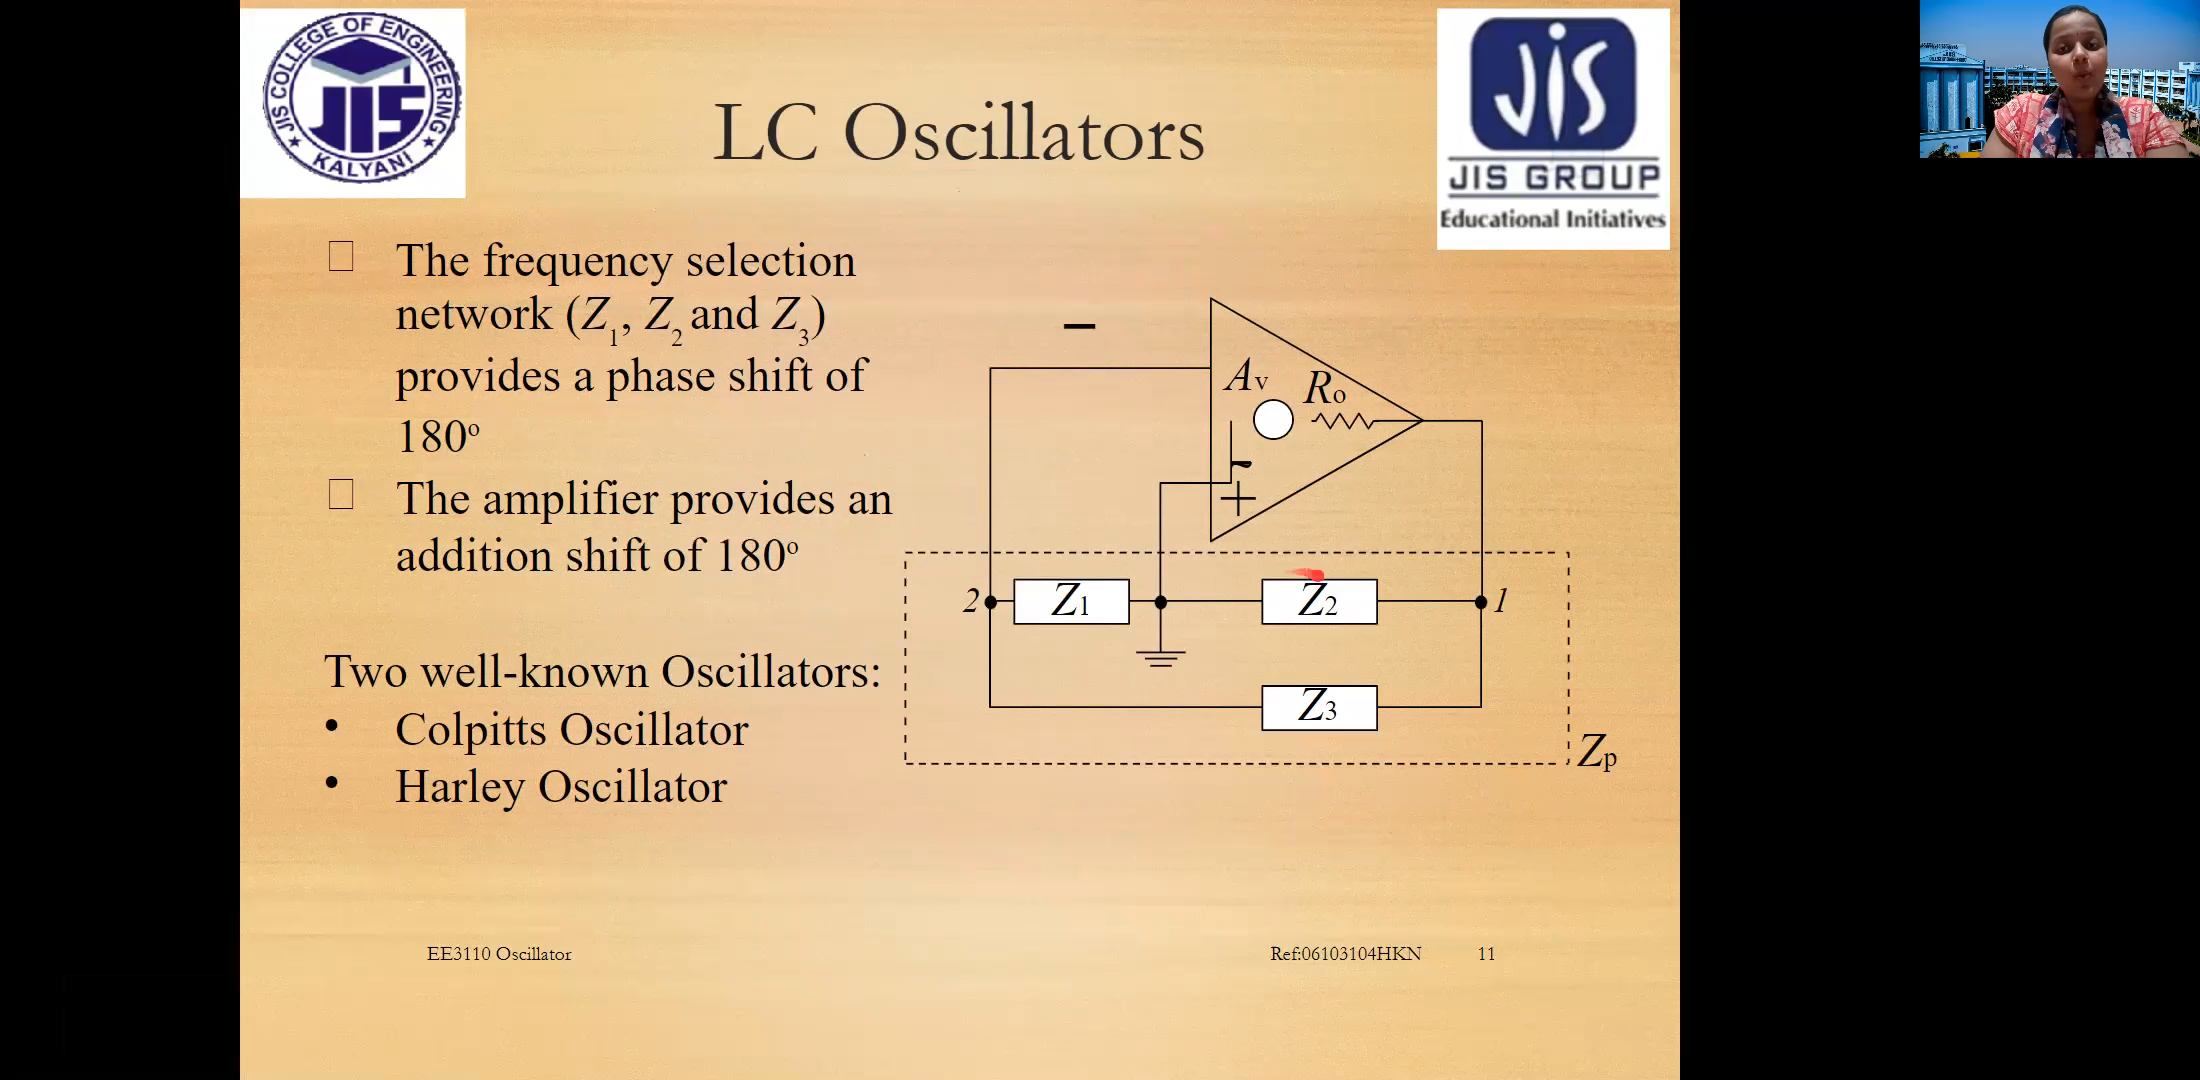 JIS COLLEGE OF ENGINEERING
JIS
★ KALYANI ★
LC Oscillators
JIS
JIS GROUP
Educational Initiatives
The frequency selection
network (Z1, Z2 and Z3)
provides a phase shift of
180o
The amplifier provides an
addition shift of 180o
Two well-known Oscillators:
• Colpitts Oscillator
• Harley Oscillator
–
Av Ro
~
+
2 Z1 Z2 1
Z3
Zp
EE3110 Oscillator
Ref:06103104HKN 11